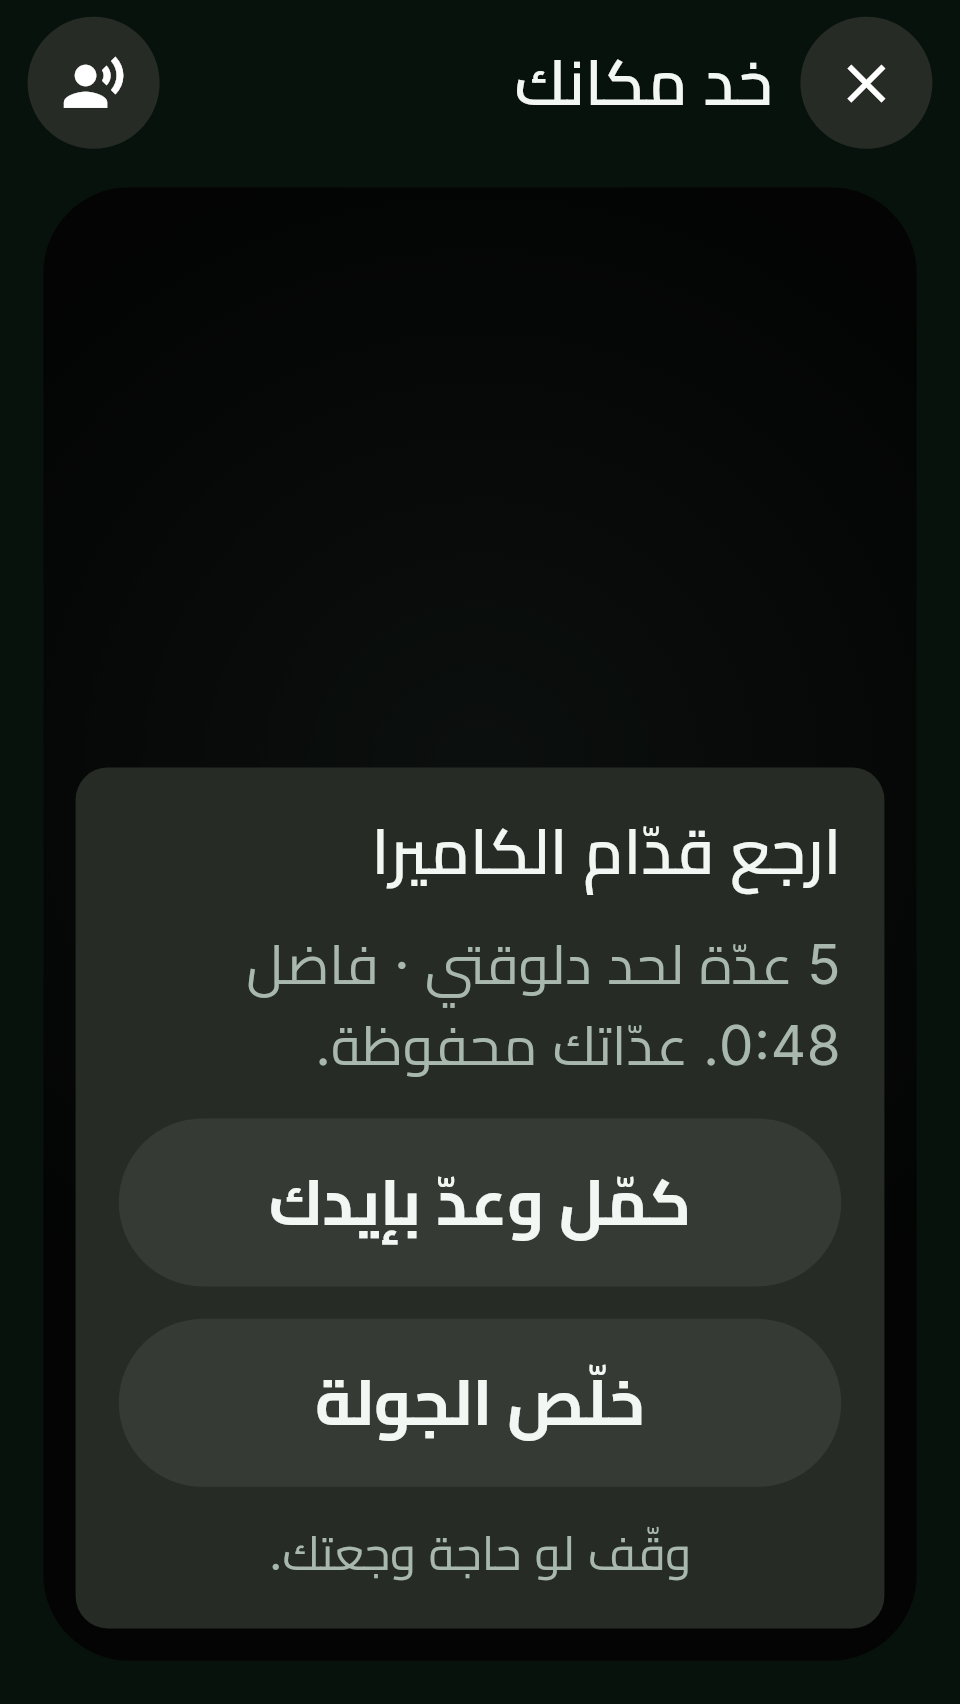 خد مكانك
ارجع قدّام الكاميرا
5 عدّة لحد دلوقتي · فاضل
0:48. عدّاتك محفوظة.
كمّل وعدّ بإيدك
خلّص الجولة
وقّف لو حاجة وجعتك.